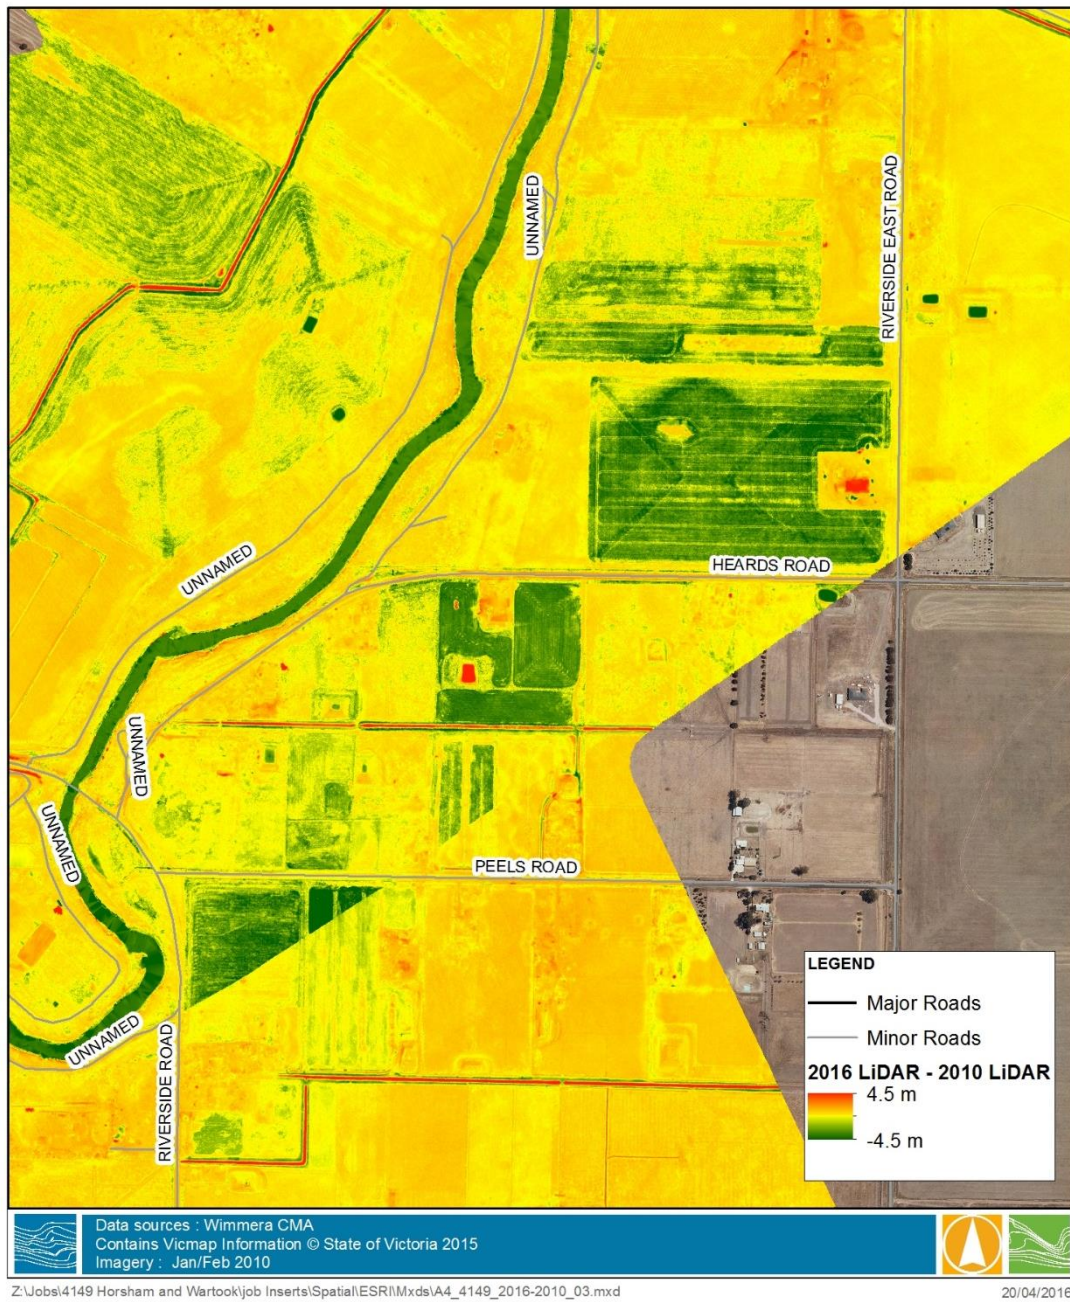 UNNAMED
RIVERSIDE EAST ROAD
UNNAMED
HEARDS ROAD
UNNAMED
UNNAMED
PEELS ROAD
UNNAMED
RIVERSIDE ROAD
LEGEND
Major Roads
Minor Roads
2016 LiDAR - 2010 LiDAR
4.5 m
-4.5 m
Data sources : Wimmera CMA
Contains Vicmap Information © State of Victoria 2015
Imagery : Jan/Feb 2010
Z:\Jobs\4149 Horsham and Wartook\job Inserts\Spatial\ESRI\Mxds\A4_4149_2016-2010_03.mxd
20/04/2016